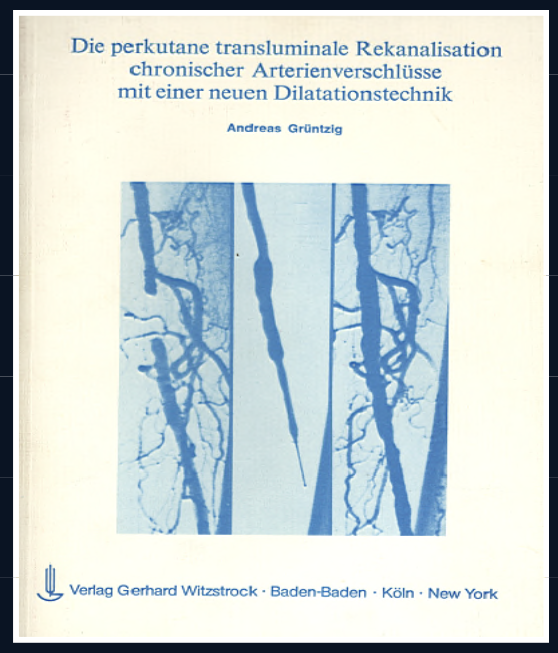 Die perkutane transluminale Rekanalisation
chronischer Arterienverschlüsse
mit einer neuen Dilatationstechnik
Andreas Grüntzig
Verlag Gerhard Witzstrock · Baden-Baden · Köln · New York